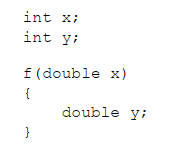 int x;
int y;

f(double x)
{
    double y;
}